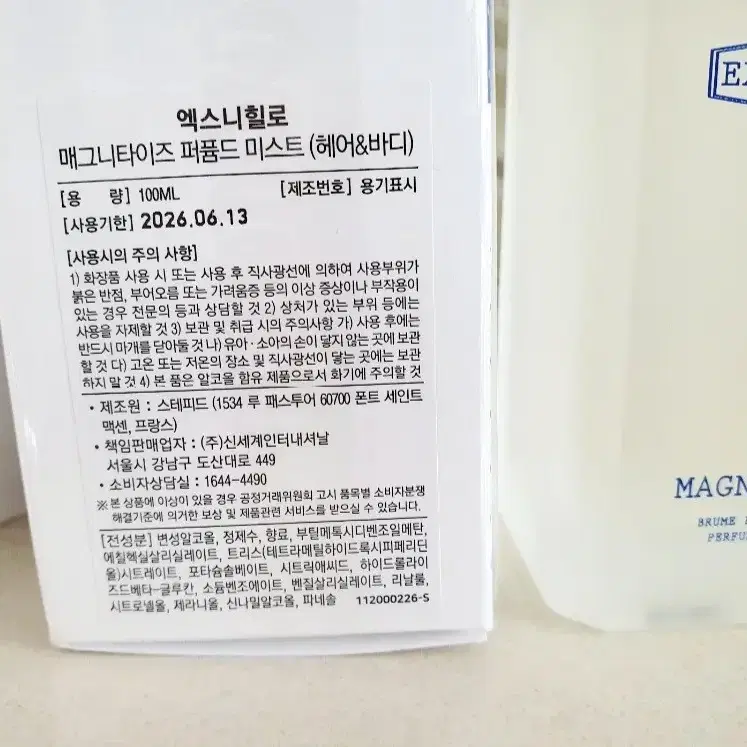 엑스니힐로
매그니타이즈 퍼퓸드 미스트 (헤어&바디)
[용 량] 100ML [제조번호] 용기표시
[사용기한] 2026.06.13
[사용시의 주의 사항]
1) 화장품 사용 시 또는 사용 후 직사광선에 의하여 사용부위가
붉은 반점, 부어오름 또는 가려움증 등의 이상 증상이나 부작용이
있는 경우 전문의 등과 상담할 것 2) 상처가 있는 부위 등에는
사용을 자제할 것 3) 보관 및 취급 시의 주의사항 가) 사용 후에는
반드시 마개를 닫아둘 것 나) 유아·소아의 손이 닿지 않는 곳에 보관
할 것 다) 고온 또는 저온의 장소 및 직사광선이 닿는 곳에는 보관
하지 말 것 4) 본 품은 알코올 함유 제품으로서 화기에 주의할 것
• 제조원 : 스테피드 (1534 루 패스투어 60700 폰트 세인트
맥센, 프랑스)
• 책임판매업자 : (주)신세계인터내셔날
서울시 강남구 도산대로 449
• 소비자상담실 : 1644-4490
※ 본 상품에 이상이 있을 경우 공정거래위원회 고시 품목별 소비자분쟁
해결기준에 의거한 보상 및 제품관련 서비스를 받으실 수 있습니다.
[전성분] 변성알코올, 정제수, 향료, 부틸메톡시디벤조일메탄,
에칠헥실살리실레이트, 트리스(테트라메틸하이드록시피페리딘
올)시트레이트, 포타슘솔베이트, 시트릭애씨드, 하이드롤라이
즈드베타-글루칸, 소듐벤조에이트, 벤질살리실레이트, 리날룰,
시트로넬올, 제라니올, 신나밀알코올, 파네솔 112000226-S
EX
MAGN
BRUME
PERFU